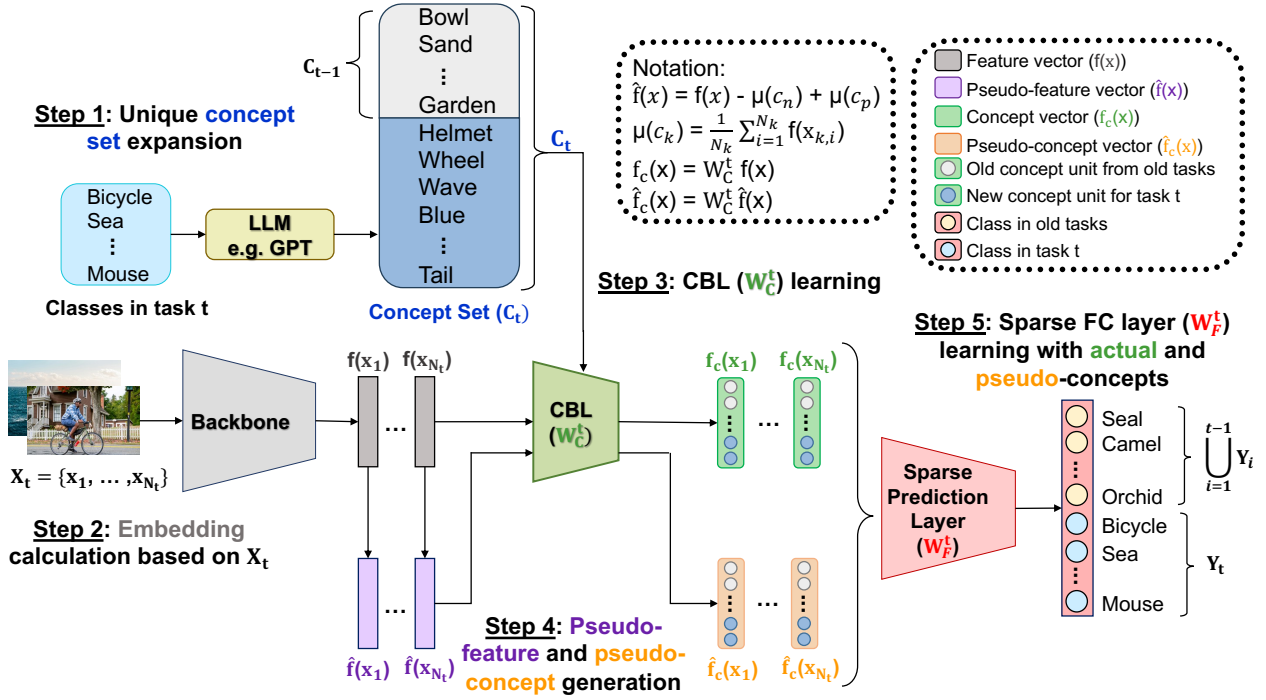 Step 1: Unique concept
set expansion
Bicycle
Sea
⋮
Mouse
Classes in task t
LLM
e.g. GPT
C_{t−1}
Bowl
Sand
⋮
Garden
Helmet
Wheel
Wave
Blue
⋮
Tail
Concept Set (C_t)
C_t
Notation:
f̂(x) = f(x) - μ(c_n) + μ(c_p)
μ(c_k) = \frac{1}{N_k} ∑_{i=1}^{N_k} f(x_{k,i})
f_c(x) = W_C^t f(x)
f̂_c(x) = W_C^t f̂(x)
Feature vector (f(x))
Pseudo-feature vector (f̂(x))
Concept vector (f_c(x))
Pseudo-concept vector (f̂_c(x))
Old concept unit from old tasks
New concept unit for task t
Class in old tasks
Class in task t
Step 3: CBL (W_C^t) learning
X_t = {x_1, … ,x_{N_t}}
Backbone
Step 2: Embedding
calculation based on X_t
f(x_1) f(x_{N_t})
…
…
f̂(x_1) f̂(x_{N_t})
CBL
(W_C^t)
Step 4: Pseudo-
feature and pseudo-
concept generation
f_c(x_1) f_c(x_{N_t})
⋮ … ⋮
⋮ … ⋮
f̂_c(x_1) f̂_c(x_{N_t})
Sparse
Prediction
Layer
(W_F^t)
Step 5: Sparse FC layer (W_F^t)
learning with actual and
pseudo-concepts
Seal
Camel
⋮
Orchid
Bicycle
Sea
⋮
Mouse
⋃_{i=1}^{t−1} Y_i
Y_t